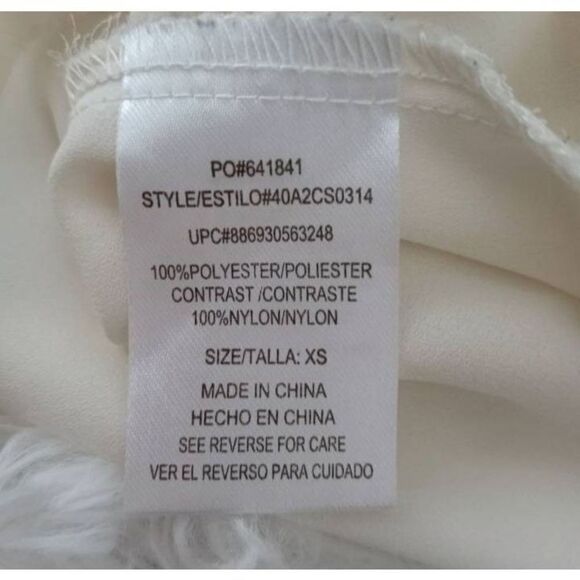 PO#641841
STYLE/ESTILO#40A2CS0314
UPC#886930563248
100%POLYESTER/POLIESTER
CONTRAST /CONTRASTE
100%NYLON/NYLON
SIZE/TALLA: XS
MADE IN CHINA
HECHO EN CHINA
SEE REVERSE FOR CARE
VER EL REVERSO PARA CUIDADO